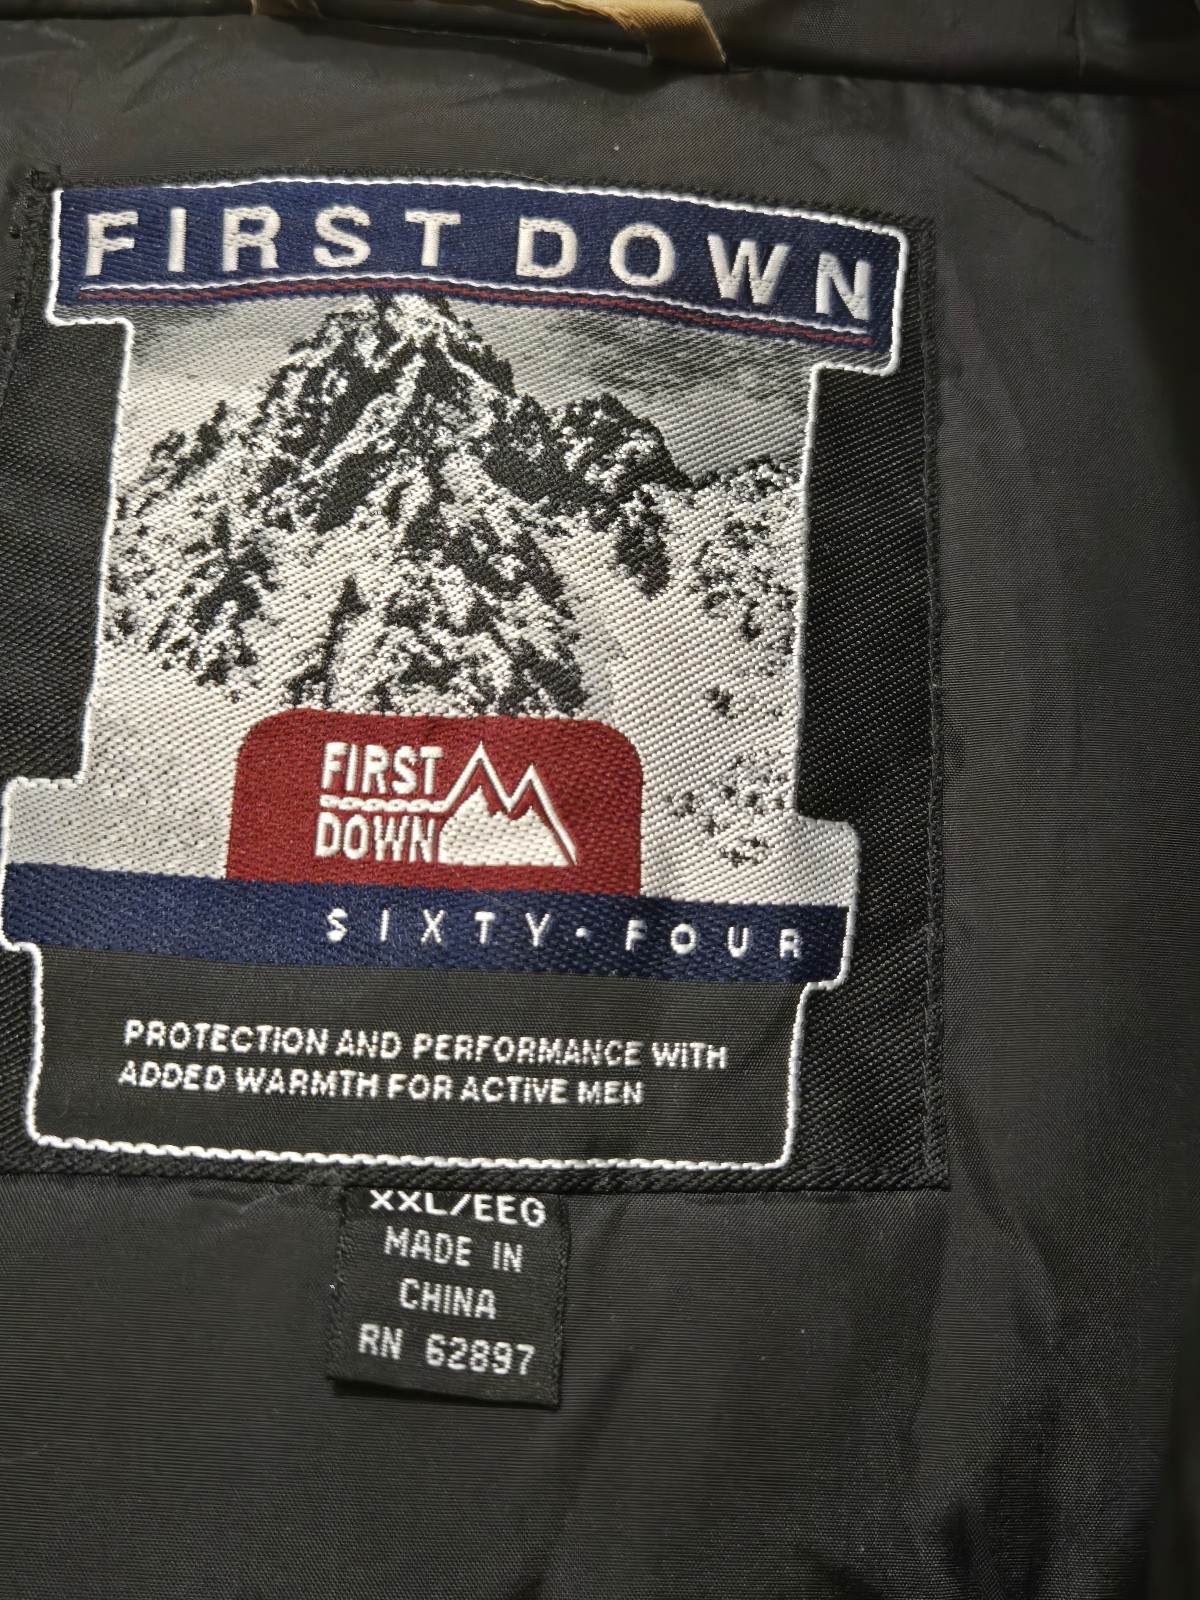 FIRST DOWN
FIRST
DOWN
SIXTY-FOUR
PROTECTION AND PERFORMANCE WITH
ADDED WARMTH FOR ACTIVE MEN
XXL/EEG
MADE IN
CHINA
RN 62897